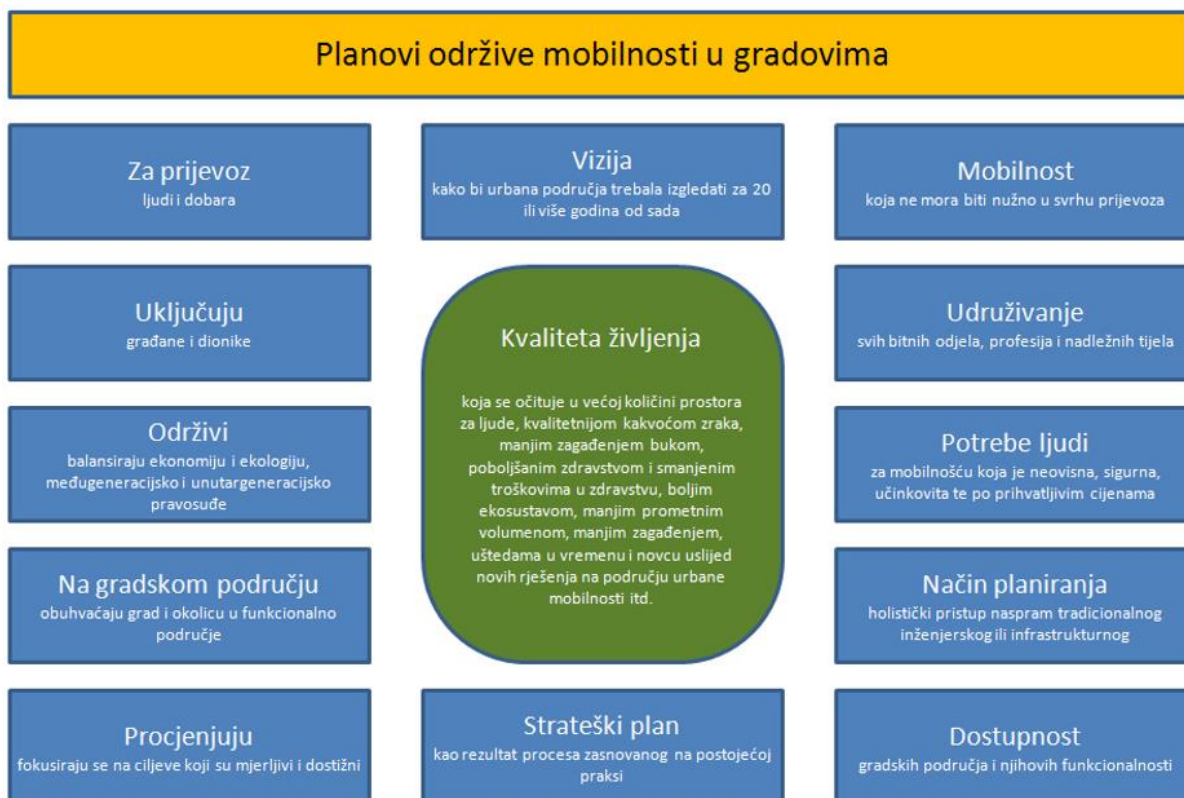 Planovi održive mobilnosti u gradovima
Za prijevoz
ljudi i dobara
Vizija
kako bi urbana područja trebala izgledati za 20
ili više godina od sada
Mobilnost
koja ne mora biti nužno u svrhu prijevoza
Uključuju
građane i dionike
Kvaliteta življenja
koja se očituje u većoj količini prostora
za ljude, kvalitetnijom kakvoćom zraka,
manjim zagađenjem bukom,
poboljšanim zdravstvom i smanjenim
troškovima u zdravstvu, boljim
ekosustavom, manjim prometnim
volumenom, manjim zagađenjem,
uštedama u vremenu i novcu uslijed
novih rješenja na području urbane
mobilnosti itd.
Udruživanje
svih bitnih odjela, profesija i nadležnih tijela
Održivi
balansiraju ekonomiju i ekologiju,
međugeneracijsko i unutargeneracijsko
pravosuđe
Potrebe ljudi
za mobilnošću koja je neovisna, sigurna,
učinkovita te po prihvatljivim cijenama
Na gradskom području
obuhvaćaju grad i okolicu u funkcionalno
područje
Način planiranja
holistički pristup naspram tradicionalnog
inženjerskog ili infrastrukturnog
Procjenjuju
fokusiraju se na ciljeve koji su mjerljivi i dostižni
Strateški plan
kao rezultat procesa zasnovanog na postojećoj
praksi
Dostupnost
gradskih područja i njihovih funkcionalnosti